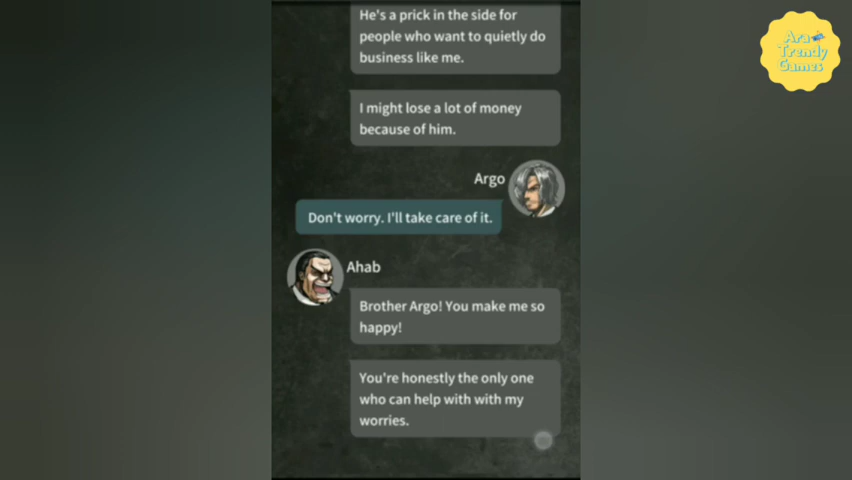 He's a prick in the side for
people who want to quietly do
business like me.
I might lose a lot of money
because of him.
Argo
Don't worry. I'll take care of it.
Ahab
Brother Argo! You make me so
happy!
You're honestly the only one
who can help with with my
worries.
Ara
Trendy
Games